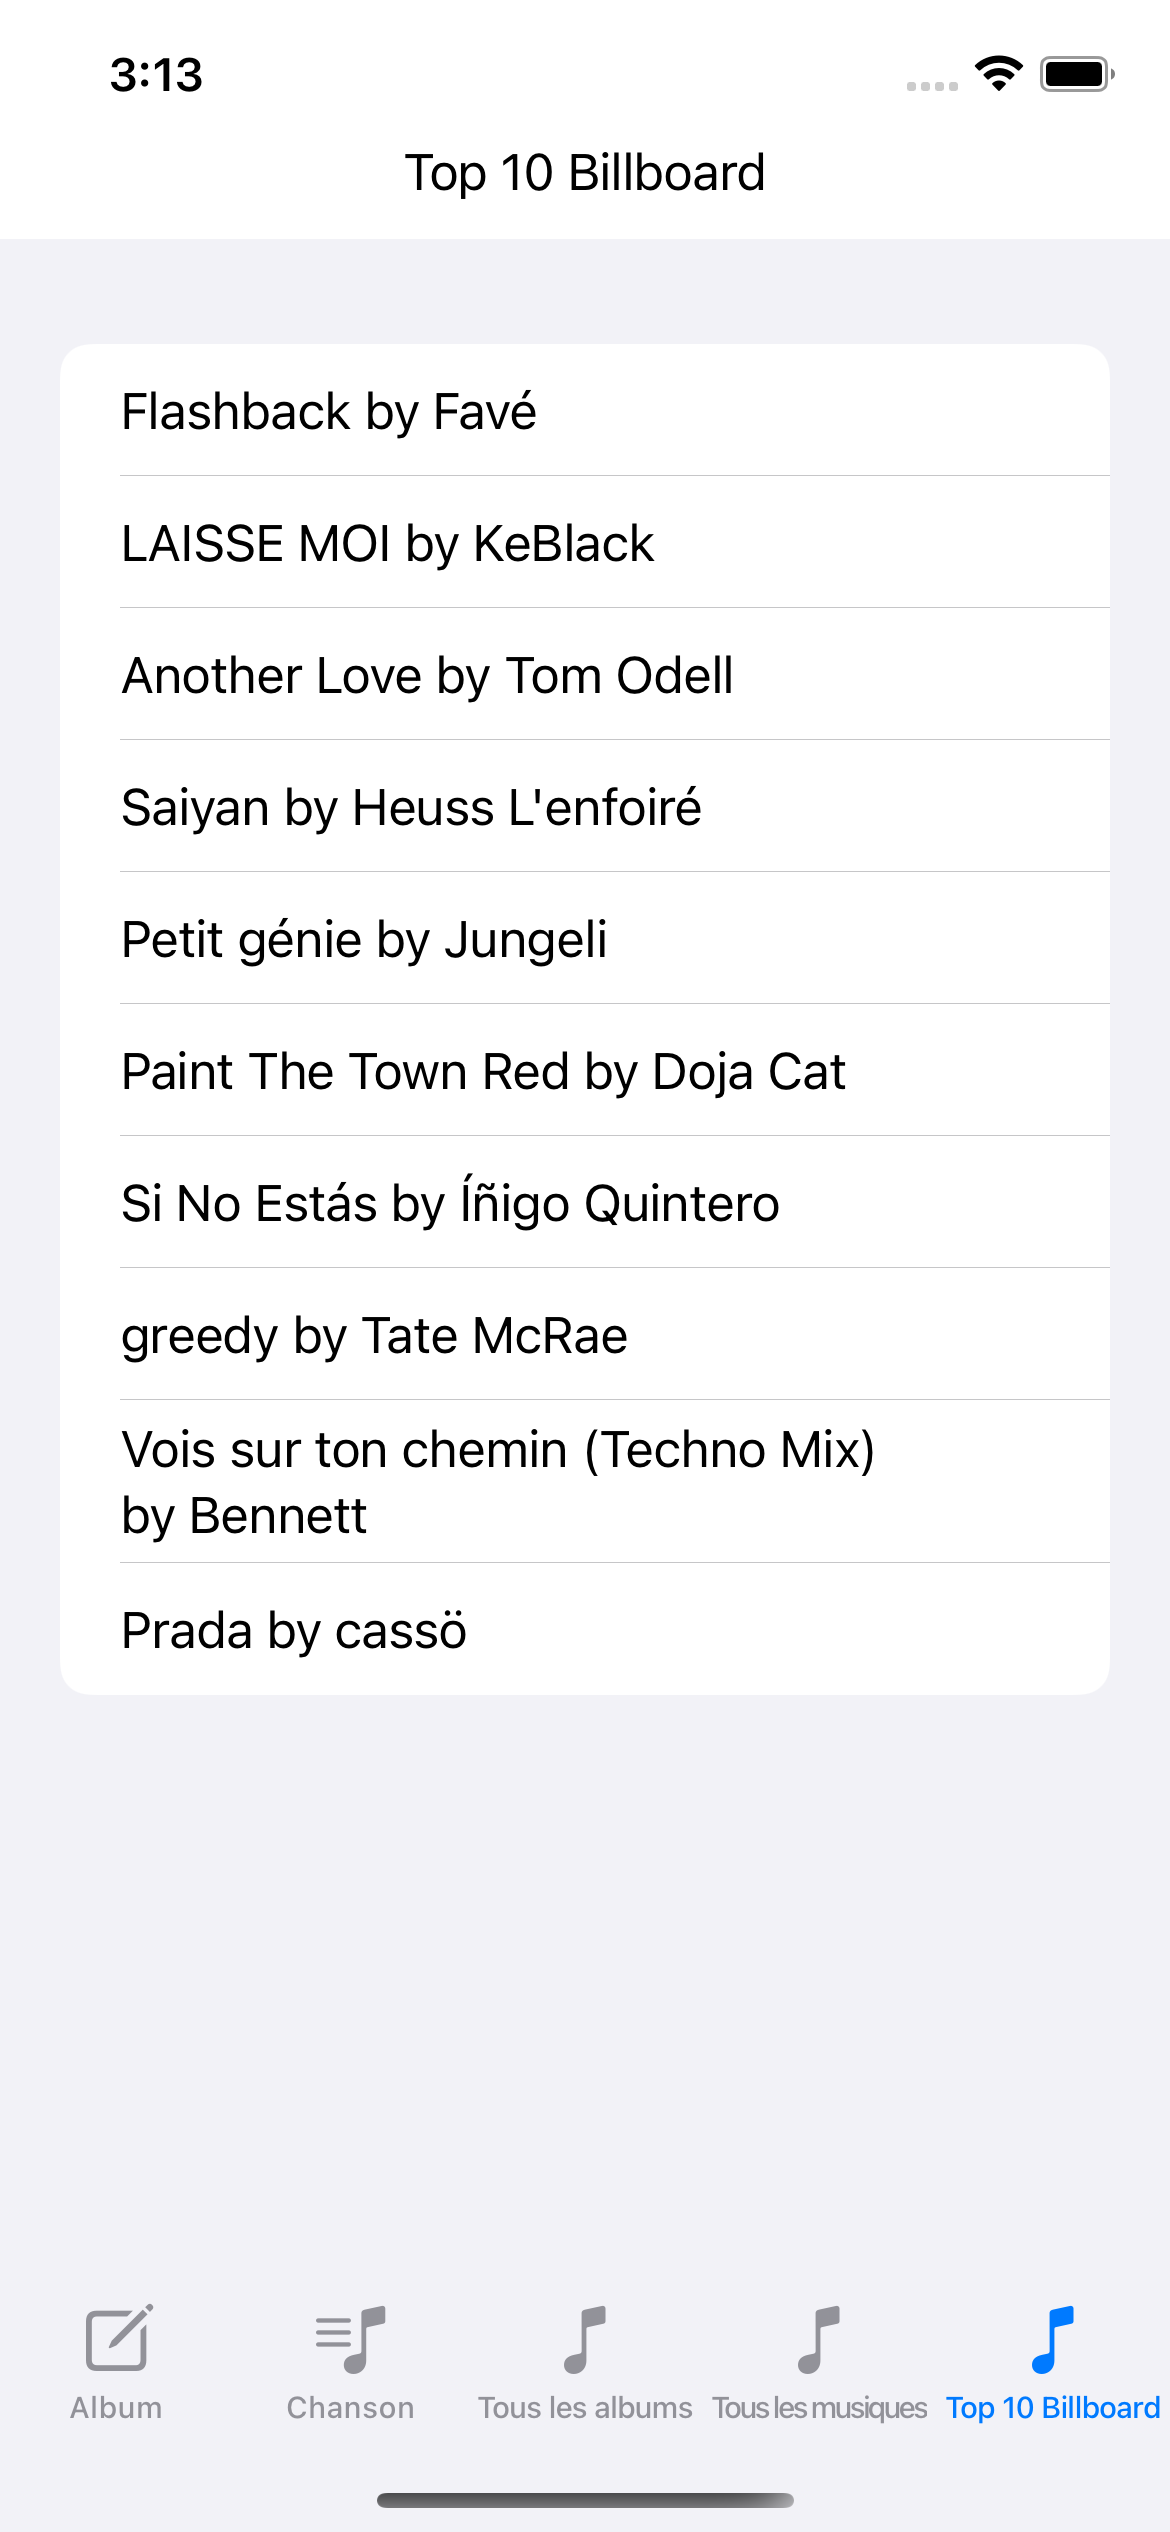 3:13
Top 10 Billboard
Flashback by Favé
LAISSE MOI by KeBlack
Another Love by Tom Odell
Saiyan by Heuss L'enfoiré
Petit génie by Jungeli
Paint The Town Red by Doja Cat
Si No Estás by Íñigo Quintero
greedy by Tate McRae
Vois sur ton chemin (Techno Mix)
by Bennett
Prada by cassö
Album
Chanson
Tous les albums
Tous les musiques
Top 10 Billboard